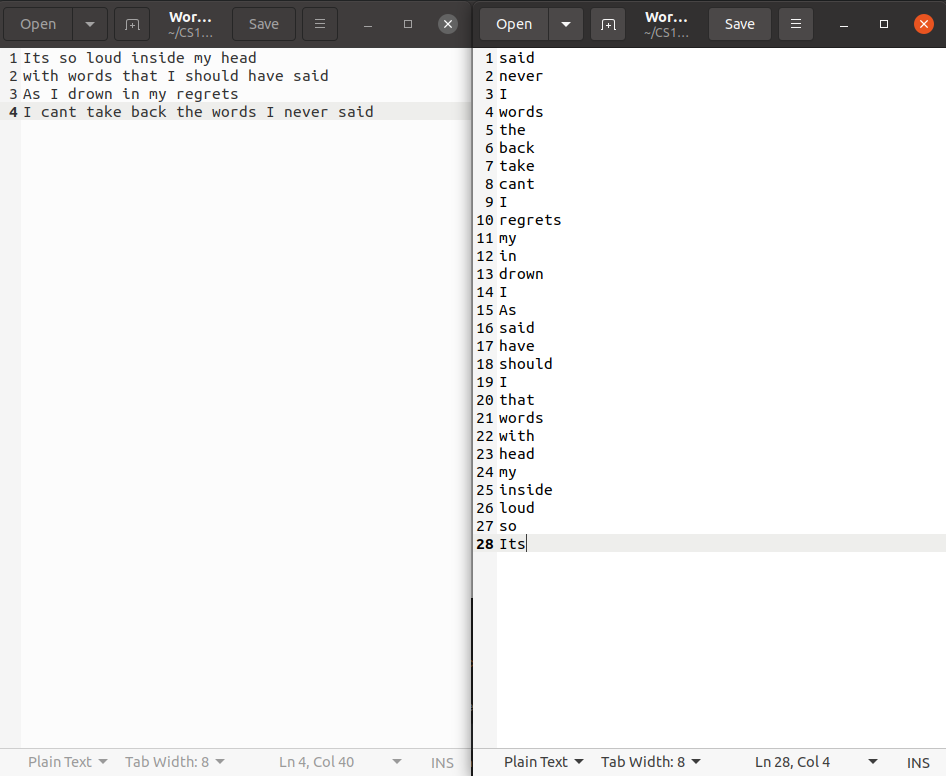 Open Wor... ~/CS1... Save
1 Its so loud inside my head
2 with words that I should have said
3 As I drown in my regrets
4 I cant take back the words I never said
Plain Text Tab Width: 8 Ln 4, Col 40 INS
Open Wor... ~/CS1... Save
1 said
2 never
3 I
4 words
5 the
6 back
7 take
8 cant
9 I
10 regrets
11 my
12 in
13 drown
14 I
15 As
16 said
17 have
18 should
19 I
20 that
21 words
22 with
23 head
24 my
25 inside
26 loud
27 so
28 Its
Plain Text Tab Width: 8 Ln 28, Col 4 INS